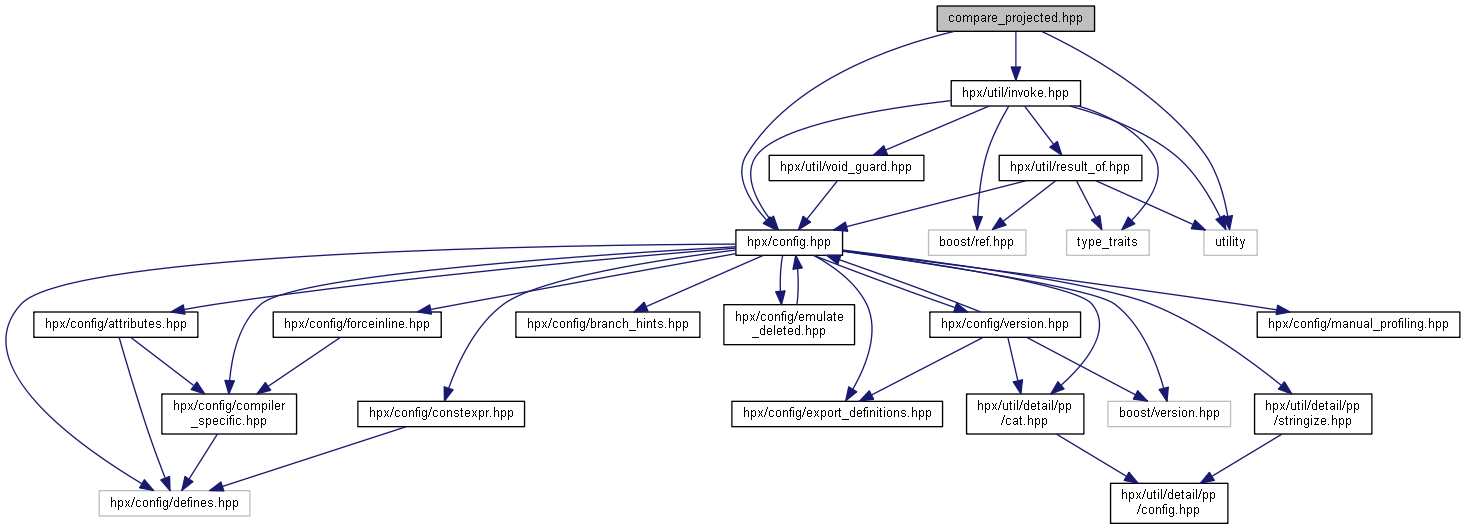 compare_projected.hpp
hpx/util/invoke.hpp
hpx/util/void_guard.hpp
hpx/util/result_of.hpp
hpx/config.hpp
boost/ref.hpp
type_traits
utility
hpx/config/attributes.hpp
hpx/config/forceinline.hpp
hpx/config/branch_hints.hpp
hpx/config/emulate
_deleted.hpp
hpx/config/version.hpp
hpx/config/manual_profiling.hpp
hpx/config/compiler
_specific.hpp
hpx/config/constexpr.hpp
hpx/config/export_definitions.hpp
hpx/util/detail/pp
/cat.hpp
boost/version.hpp
hpx/util/detail/pp
/stringize.hpp
hpx/config/defines.hpp
hpx/util/detail/pp
/config.hpp